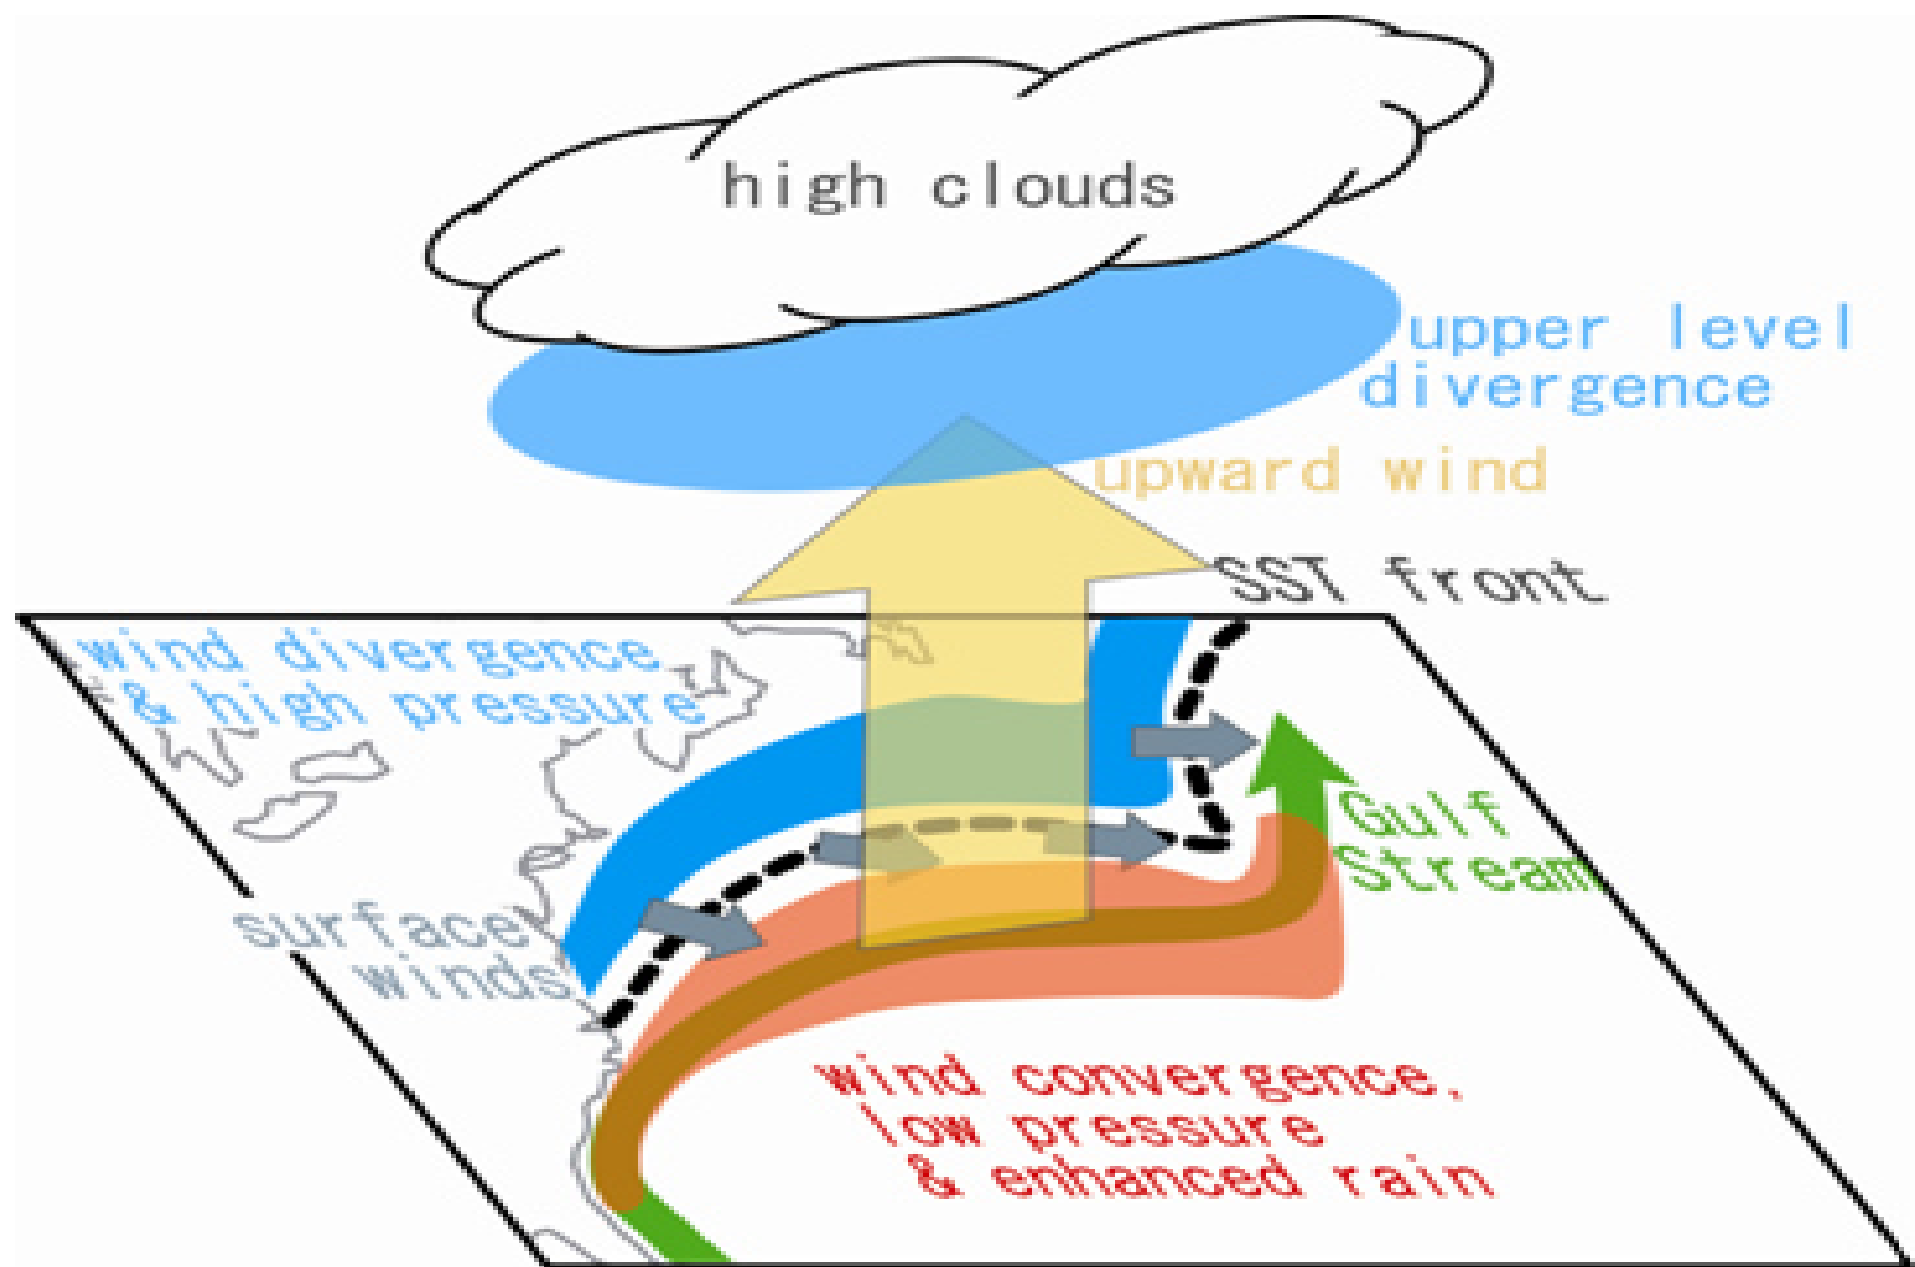 high clouds
upper level
divergence
upward wind
SST front
wind divergence
& high pressure
Gulf
Stream
surface
winds
wind convergence,
low pressure
& enhanced rain